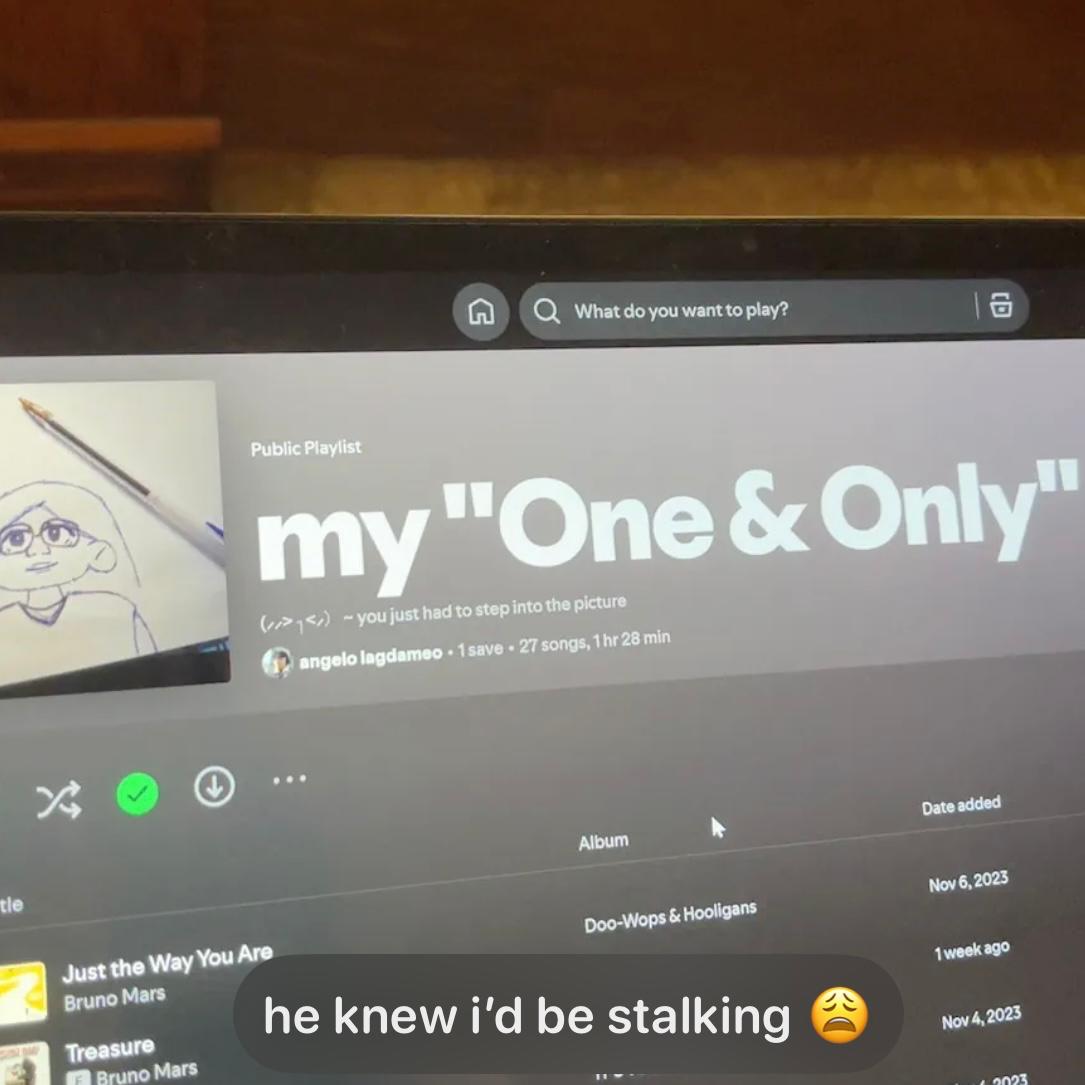 What do you want to play?
Public Playlist
my "One & Only"
~ you just had to step into the picture
angelo lagdameo • 1 save • 27 songs, 1 hr 28 min
Date added
Album
tle
Nov 6, 2023
Doo-Wops & Hooligans
Just the Way You Are
1 week ago
Bruno Mars
he knew i'd be stalking 😩
Nov 4, 2023
Treasure
E Bruno Mars
2023